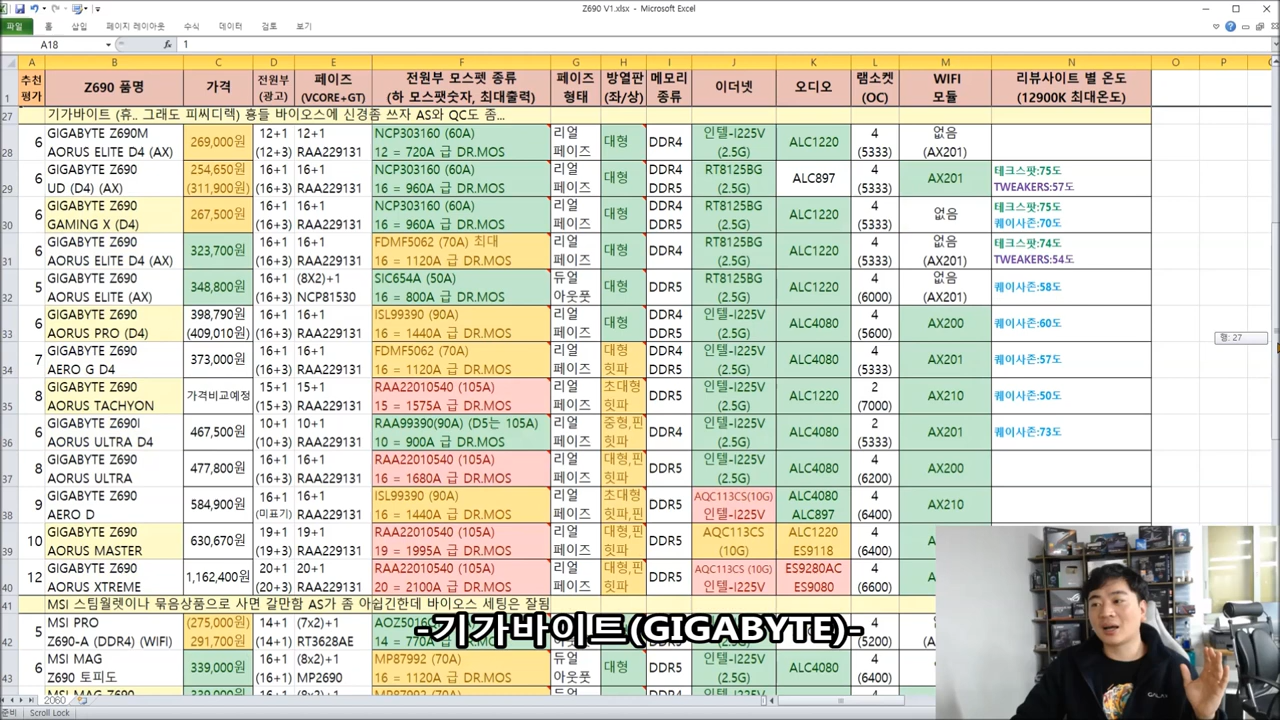 Z690 V1.xlsx - Microsoft Excel
파일 홈 삽입 페이지 레이아웃 수식 데이터 검토 보기
A18 fx 1
A B C D E F G H I J K L M N O P
1 추천 평가 Z690 품명 가격 전원부 (광고) 페이즈 (VCORE+GT) 전원부 모스펫 종류 (하 모스팻숫자, 최대출력) 페이즈 형태 방열판 (좌/상) 메모리 종류 이더넷 오디오 램소켓 (OC) WIFI 모듈 리뷰사이트 별 온도 (12900K 최대온도)
27 기가바이트 (휴.. 그래도 피씨디렉) 흥들 바이오스에 신경좀 쓰자 AS와 QC도 좀...
28 6 GIGABYTE Z690M AORUS ELITE D4 (AX) 269,000원 12+1 (12+3) 12+1 RAA229131 NCP303160 (60A) 12 = 720A 급 DR.MOS 리얼 페이즈 대형 DDR4 인텔-I225V (2.5G) ALC1220 4 (5333) 없음 (AX201)
29 6 GIGABYTE Z690 UD (D4) (AX) 254,650원 (311,900원) 16+1 (16+3) 16+1 RAA229131 NCP303160 (60A) 16 = 960A 급 DR.MOS 리얼 페이즈 대형 DDR4 DDR5 RT8125BG (2.5G) ALC897 4 (5333) AX201 테크스팟:75도 TWEAKERS:57도
30 6 GIGABYTE Z690 GAMING X (D4) 267,500원 16+1 (16+3) 16+1 RAA229131 NCP303160 (60A) 16 = 960A 급 DR.MOS 리얼 페이즈 대형 DDR4 DDR5 RT8125BG (2.5G) ALC1220 4 (5333) 없음 테크스팟:75도 퀘이사존:70도
31 6 GIGABYTE Z690 AORUS ELITE D4 (AX) 323,700원 16+1 (16+3) 16+1 RAA229131 FDMF5062 (70A) 최대 16 = 1120A 급 DR.MOS 리얼 페이즈 대형 DDR4 RT8125BG (2.5G) ALC1220 4 (5333) 없음 (AX201) 테크스팟:74도 TWEAKERS:54도
32 5 GIGABYTE Z690 AORUS ELITE (AX) 348,800원 16+1 (16+3) (8X2)+1 NCP81530 SIC654A (50A) 16 = 800A 급 DR.MOS 듀얼 아웃풋 대형 DDR5 RT8125BG (2.5G) ALC1220 4 (6000) 없음 (AX201) 퀘이사존:58도
33 6 GIGABYTE Z690 AORUS PRO (D4) 398,790원 (409,010원) 16+1 (16+3) 16+1 RAA229131 ISL99390 (90A) 16 = 1440A 급 DR.MOS 리얼 페이즈 대형 DDR4 DDR5 인텔-I225V (2.5G) ALC4080 4 (5600) AX200 퀘이사존:60도
34 7 GIGABYTE Z690 AERO G D4 373,000원 16+1 (16+3) 16+1 RAA229131 FDMF5062 (70A) 16 = 1120A 급 DR.MOS 리얼 페이즈 대형 힛파 DDR4 DDR5 인텔-I225V (2.5G) ALC4080 4 (5333) AX201 퀘이사존:57도
35 8 GIGABYTE Z690 AORUS TACHYON 가격비교예정 15+1 (15+3) 15+1 RAA229131 RAA22010540 (105A) 15 = 1575A 급 DR.MOS 리얼 페이즈 초대형 힛파 DDR5 인텔-I225V (2.5G) ALC1220 2 (7000) AX210 퀘이사존:50도
36 6 GIGABYTE Z690I AORUS ULTRA D4 467,500원 10+1 (10+3) 10+1 RAA229131 RAA99390(90A) (D5는 105A) 10 = 900A 급 DR.MOS 리얼 페이즈 중형,핀 힛파 DDR4 DDR5 인텔-I225V (2.5G) ALC4080 2 (5333) AX201 퀘이사존:73도
37 8 GIGABYTE Z690 AORUS ULTRA 477,800원 16+1 (16+3) 16+1 RAA229131 RAA22010540 (105A) 16 = 1680A 급 DR.MOS 리얼 페이즈 대형,핀 힛파 DDR5 인텔-I225V (2.5G) ALC4080 4 (6200) AX200
38 9 GIGABYTE Z690 AERO D 584,900원 16+1 (미표기) 16+1 RAA229131 ISL99390 (90A) 16 = 1440A 급 DR.MOS 리얼 페이즈 초대형 힛파,핀 DDR5 AQC113CS(10G) 인텔-I225V ALC4080 ALC897 4 (6400) AX210
39 10 GIGABYTE Z690 AORUS MASTER 630,670원 19+1 (19+3) 19+1 RAA229131 RAA22010540 (105A) 19 = 1995A 급 DR.MOS 리얼 페이즈 대형,핀 힛파 DDR5 AQC113CS (10G) ALC1220 ES9118 4 (6400)
40 12 GIGABYTE Z690 AORUS XTREME 1,162,400원 20+1 (20+3) 20+1 RAA229131 RAA22010540 (105A) 20 = 2100A 급 DR.MOS 리얼 페이즈 대형,핀 힛파 DDR5 AQC113CS (10G) 인텔-I225V ES9280AC ES9080 4 (6600)
41 MSI 스팀월렛이나 묶음상품으로 사면 갈만함 AS가 좀 아쉽긴한데 바이오스 세팅은 잘됨
42 5 MSI PRO Z690-A (DDR4) (WIFI) (275,000원) 291,700원 14+1 (14+1) (7x2)+1 RT3628AE 14 = 770A 급 DR.MOS (5200)
43 6 MSI MAG Z690 토피도 339,000원 16+1 (16+1) (8x2)+1 MP2690 MP87992 (70A) 16 = 1120A 급 DR.MOS 듀얼 아웃풋 대형 DDR5 인텔-I225V (2.5G) ALC4080 4 (6400)
행: 27
-기가바이트(GIGABYTE)-
2060
준비 Scroll Lock